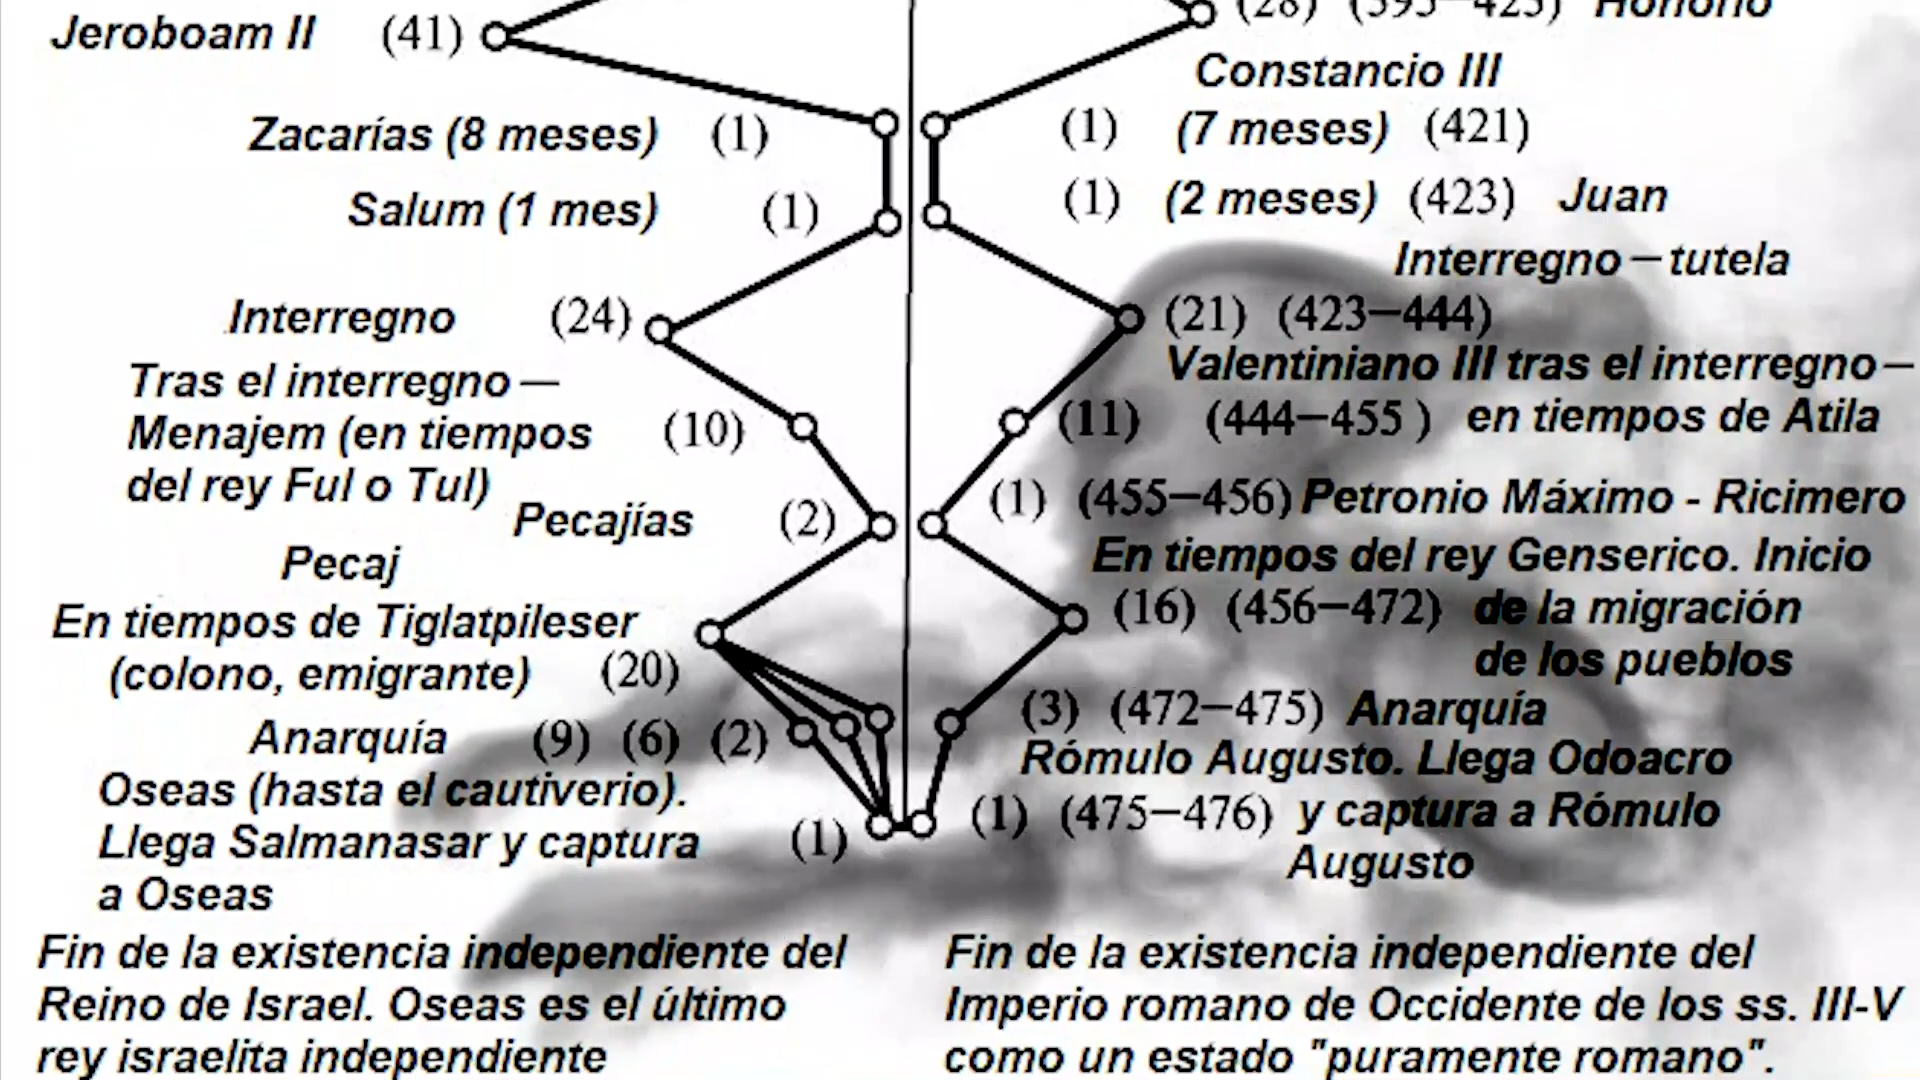 Jeroboam II (41)
Zacarías (8 meses) (1)
Salum (1 mes) (1)
Interregno (24)
Tras el interregno —
Menajem (en tiempos (10)
del rey Ful o Tul)
Pecajías (2)
Pecaj
En tiempos de Tiglatpileser
(colono, emigrante) (20)
Anarquía (9) (6) (2)
Oseas (hasta el cautiverio).
Llega Salmanasar y captura (1)
a Oseas
Fin de la existencia independiente del
Reino de Israel. Oseas es el último
rey israelita independiente
(28) (395—423) Honorio
Constancio III
(1) (7 meses) (421)
(1) (2 meses) (423) Juan
Interregno — tutela
(21) (423—444)
Valentiniano III tras el interregno —
(11) (444—455 ) en tiempos de Atila
(1) (455—456) Petronio Máximo - Ricimero
En tiempos del rey Genserico. Inicio
(16) (456—472) de la migración
de los pueblos
(3) (472—475) Anarquía
Rómulo Augusto. Llega Odoacro
(1) (475—476) y captura a Rómulo
Augusto
Fin de la existencia independiente del
Imperio romano de Occidente de los ss. III-V
como un estado "puramente romano".